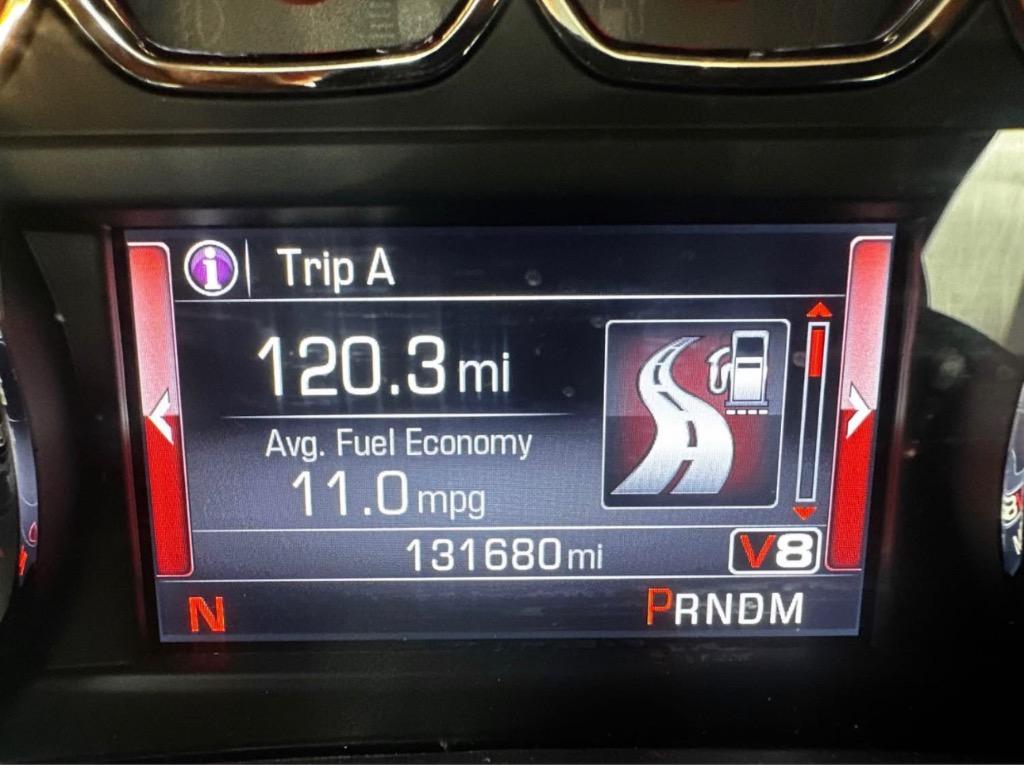 i Trip A
120.3 mi
Avg. Fuel Economy
11.0 mpg
131680 mi V8
N PRNDM